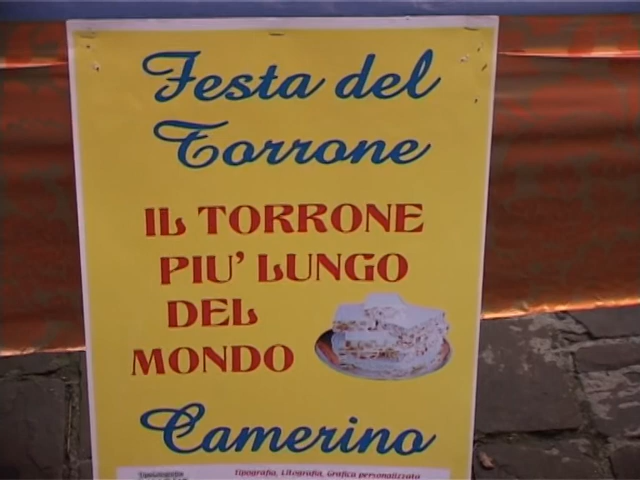 Festa del
Torrone
IL TORRONE
PIU' LUNGO
DEL
MONDO
Camerino
Tipografia, Litografia, Grafica personalizzata